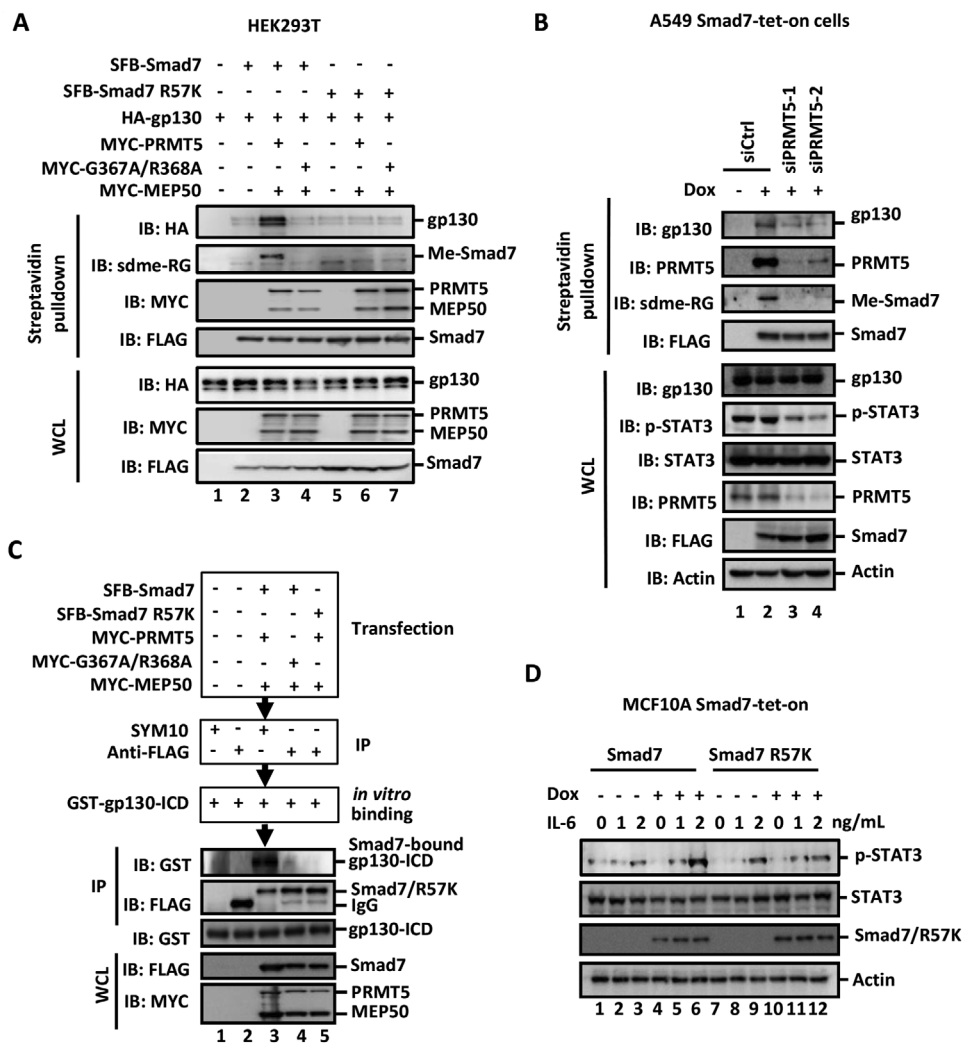 A
HEK293T
SFB-Smad7 - + + + - - -
SFB-Smad7 R57K - - - - + + +
HA-gp130 + + + + + + +
MYC-PRMT5 - - + - - + -
MYC-G367A/R368A - - - + - - +
MYC-MEP50 - - + + - + +
Streptavidin pulldown
IB: HA gp130
IB: sdme-RG Me-Smad7
IB: MYC PRMT5
MEP50
IB: FLAG Smad7
WCL
IB: HA gp130
IB: MYC PRMT5
MEP50
IB: FLAG Smad7
1 2 3 4 5 6 7
B
A549 Smad7-tet-on cells
siCtrl siPRMT5-1 siPRMT5-2
Dox - + + +
Streptavidin pulldown
IB: gp130 gp130
IB: PRMT5 PRMT5
IB: sdme-RG Me-Smad7
IB: FLAG Smad7
WCL
IB: gp130 gp130
IB: p-STAT3 p-STAT3
IB: STAT3 STAT3
IB: PRMT5 PRMT5
IB: FLAG Smad7
IB: Actin Actin
1 2 3 4
C
SFB-Smad7 - - + + -
SFB-Smad7 R57K - - - - +
MYC-PRMT5 - - + - +
MYC-G367A/R368A - - - + -
MYC-MEP50 - - + + +
Transfection
SYM10 + - + - -
Anti-FLAG - + - + +
IP
GST-gp130-ICD + + + + +
in vitro
binding
IP
Smad7-bound
IB: GST gp130-ICD
IB: FLAG Smad7/R57K
IgG
IB: GST gp130-ICD
WCL
IB: FLAG Smad7
IB: MYC PRMT5
MEP50
1 2 3 4 5
D
MCF10A Smad7-tet-on
Smad7 Smad7 R57K
Dox - - - + + + - - - + + +
IL-6 0 1 2 0 1 2 0 1 2 0 1 2 ng/mL
p-STAT3
STAT3
Smad7/R57K
Actin
1 2 3 4 5 6 7 8 9 10 11 12